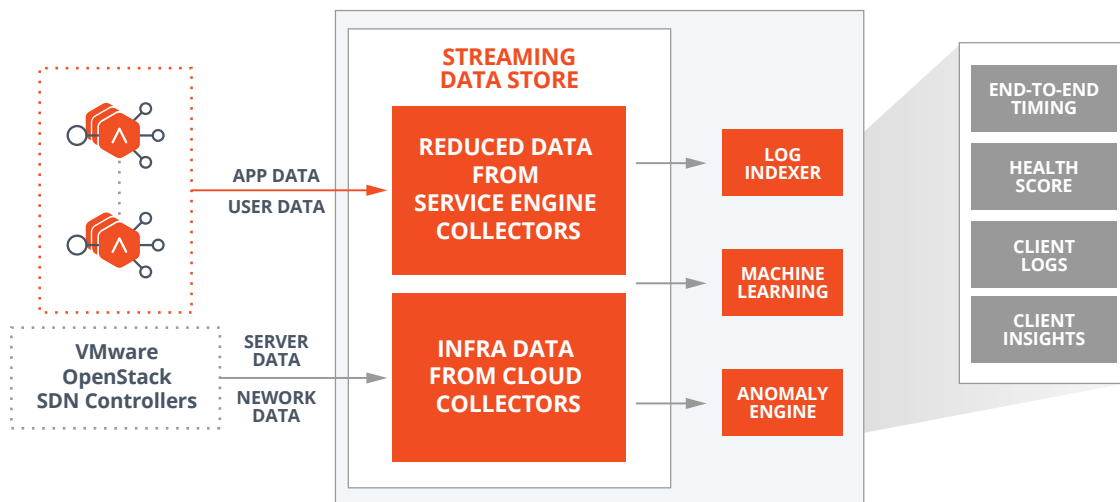 STREAMING
DATA STORE
REDUCED DATA
FROM
SERVICE ENGINE
COLLECTORS
INFRA DATA
FROM CLOUD
COLLECTORS
APP DATA
USER DATA
SERVER
DATA
NEWORK
DATA
VMware
OpenStack
SDN Controllers
LOG
INDEXER
MACHINE
LEARNING
ANOMALY
ENGINE
END-TO-END
TIMING
HEALTH
SCORE
CLIENT
LOGS
CLIENT
INSIGHTS